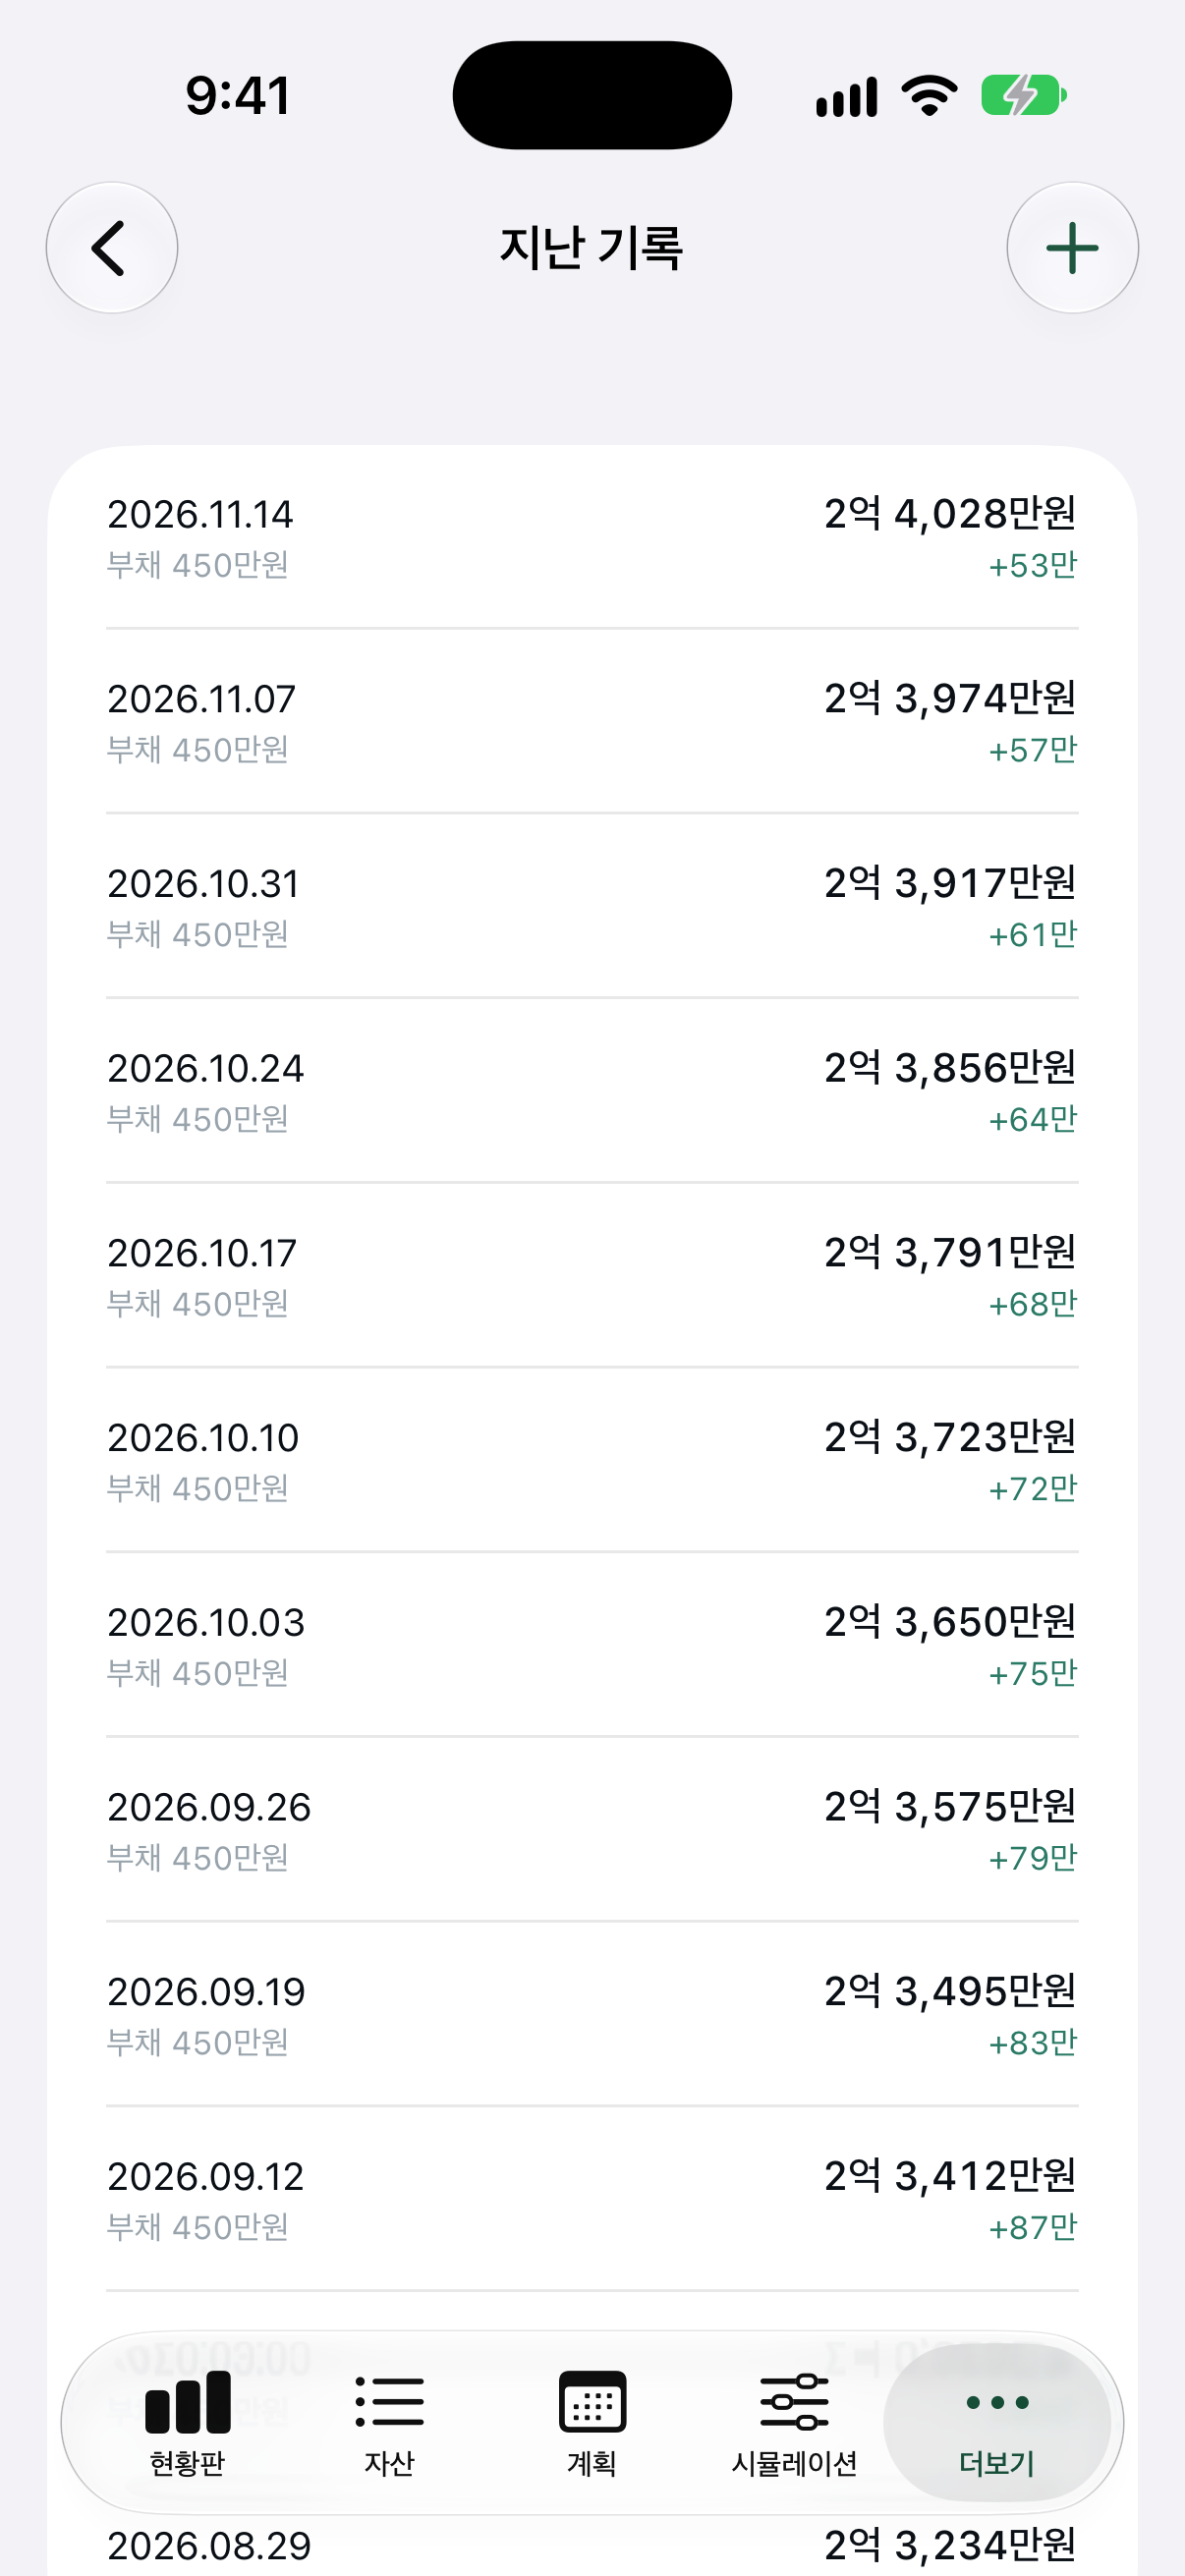 9:41
지난 기록
2026.11.14 2억 4,028만원
부채 450만원 +53만
2026.11.07 2억 3,974만원
부채 450만원 +57만
2026.10.31 2억 3,917만원
부채 450만원 +61만
2026.10.24 2억 3,856만원
부채 450만원 +64만
2026.10.17 2억 3,791만원
부채 450만원 +68만
2026.10.10 2억 3,723만원
부채 450만원 +72만
2026.10.03 2억 3,650만원
부채 450만원 +75만
2026.09.26 2억 3,575만원
부채 450만원 +79만
2026.09.19 2억 3,495만원
부채 450만원 +83만
2026.09.12 2억 3,412만원
부채 450만원 +87만
현황판 자산 계획 시뮬레이션 더보기
2026.08.29 2억 3,234만원